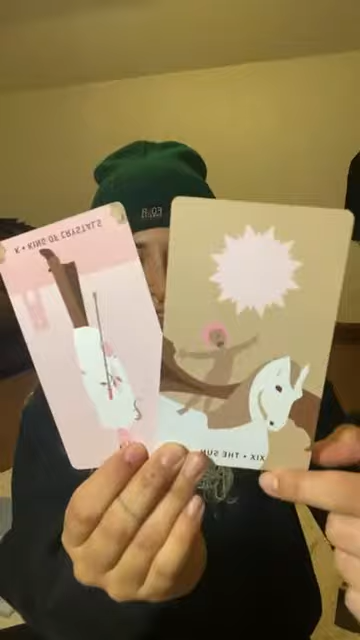 K • KING OF CRYSTALS
XIX • THE SUN